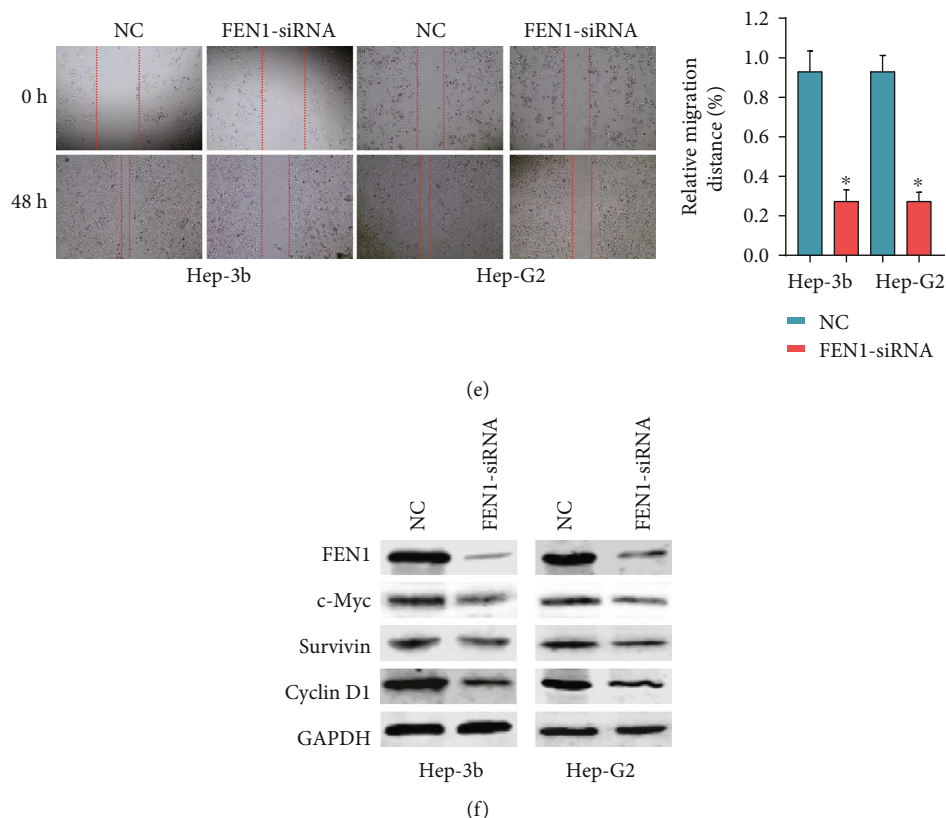 NC
FEN1-siRNA
NC
FEN1-siRNA
0 h
48 h
Hep-3b
Hep-G2
Relative migration
distance (%)
1.2
1.0
0.8
0.6
0.4
0.2
0.0
*
*
Hep-3b
Hep-G2
NC
FEN1-siRNA
(e)
NC
FEN1-siRNA
NC
FEN1-siRNA
FEN1
c-Myc
Survivin
Cyclin D1
GAPDH
Hep-3b
Hep-G2
(f)